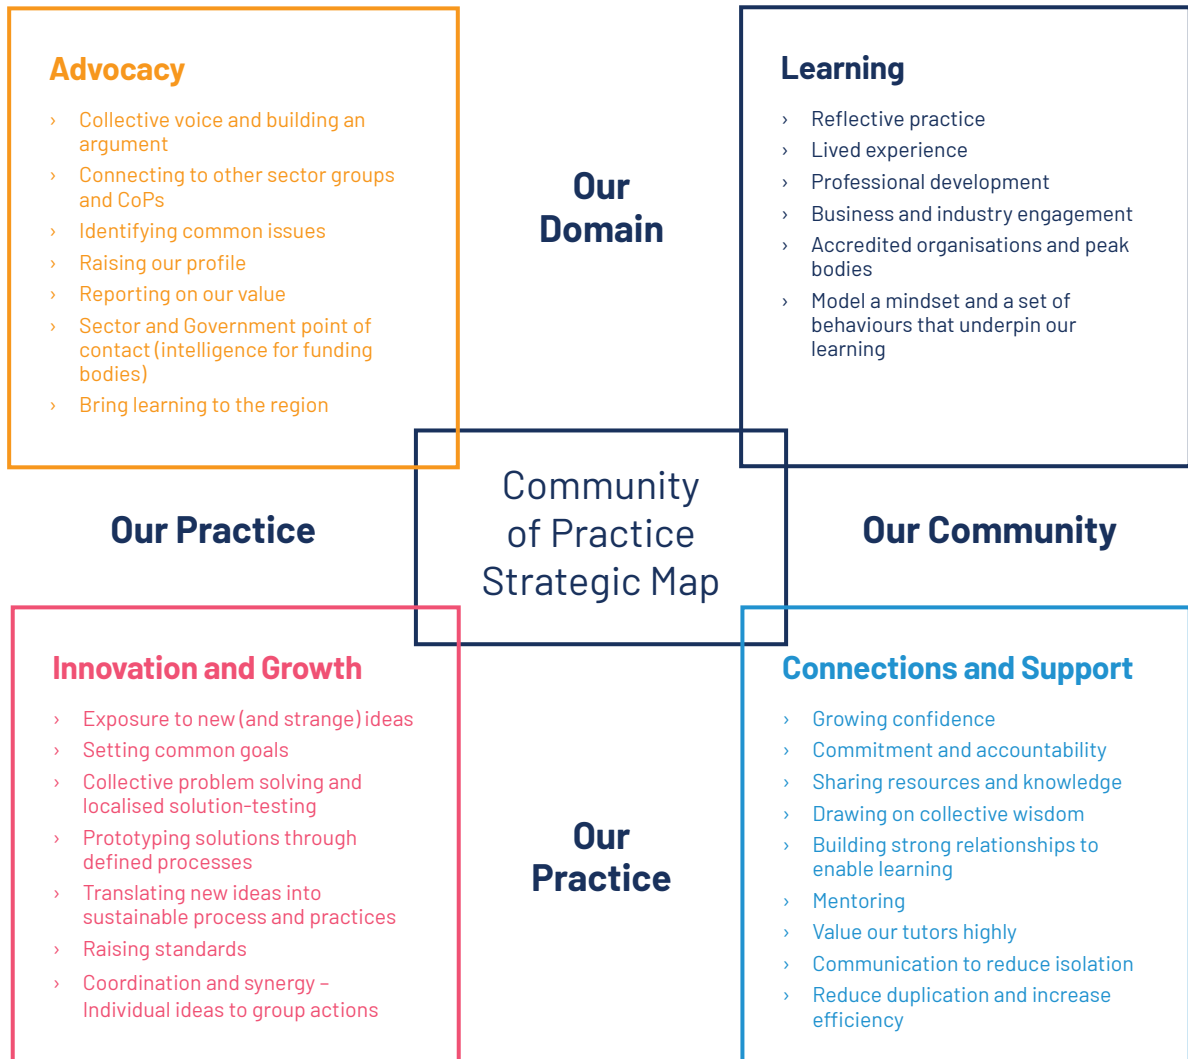 Advocacy
› Collective voice and building an
argument
› Connecting to other sector groups
and CoPs
› Identifying common issues
› Raising our profile
› Reporting on our value
› Sector and Government point of
contact (intelligence for funding
bodies)
› Bring learning to the region
Our
Domain
Learning
› Reflective practice
› Lived experience
› Professional development
› Business and industry engagement
› Accredited organisations and peak
bodies
› Model a mindset and a set of
behaviours that underpin our
learning
Our Practice
Community
of Practice
Strategic Map
Our Community
Innovation and Growth
› Exposure to new (and strange) ideas
› Setting common goals
› Collective problem solving and
localised solution-testing
› Prototyping solutions through
defined processes
› Translating new ideas into
sustainable process and practices
› Raising standards
› Coordination and synergy –
Individual ideas to group actions
Our
Practice
Connections and Support
› Growing confidence
› Commitment and accountability
› Sharing resources and knowledge
› Drawing on collective wisdom
› Building strong relationships to
enable learning
› Mentoring
› Value our tutors highly
› Communication to reduce isolation
› Reduce duplication and increase
efficiency